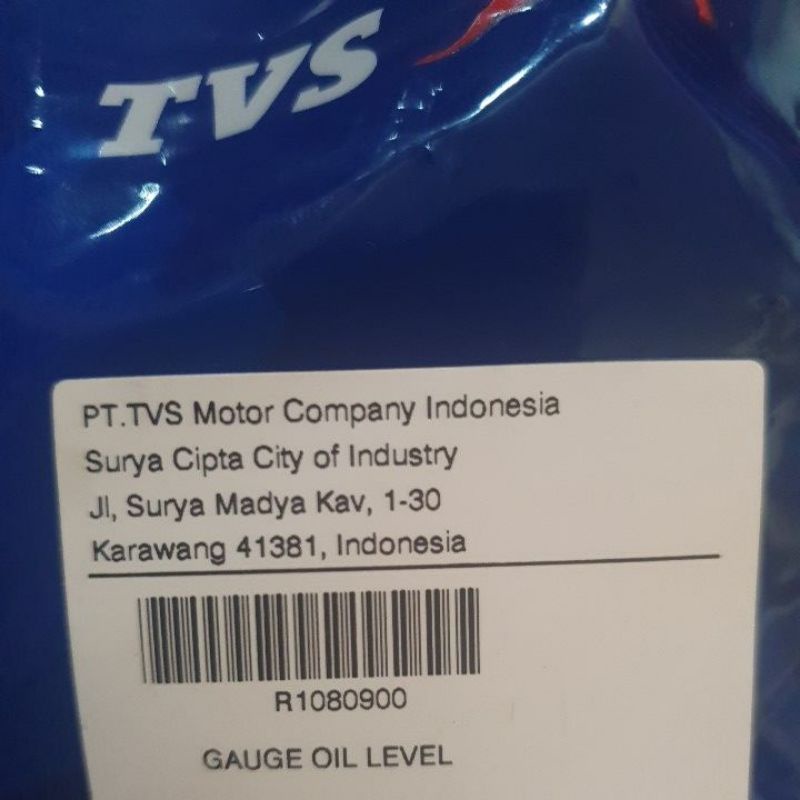 TVS
PT.TVS Motor Company Indonesia
Surya Cipta City of Industry
Jl, Surya Madya Kav, 1-30
Karawang 41381, Indonesia
R1080900
GAUGE OIL LEVEL